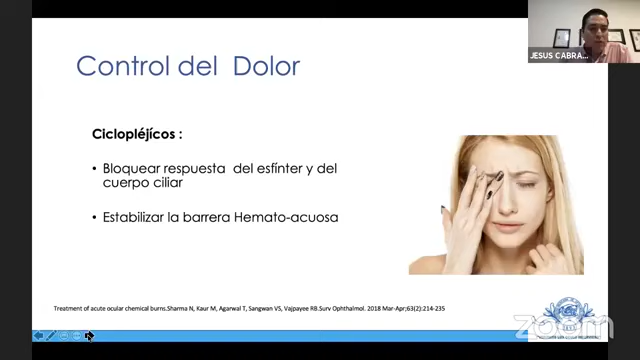 Control del  Dolor
JESUS CABRA...
Ciclopléjicos :
• Bloquear respuesta  del esfínter y del
cuerpo ciliar
• Estabilizar la barrera Hemato-acuosa
Treatment of acute ocular chemical burns.Sharma N, Kaur M, Agarwal T, Sangwan VS, Vajpayee RB.Surv Ophthalmol. 2018 Mar-Apr;63(2):214-235
zoom